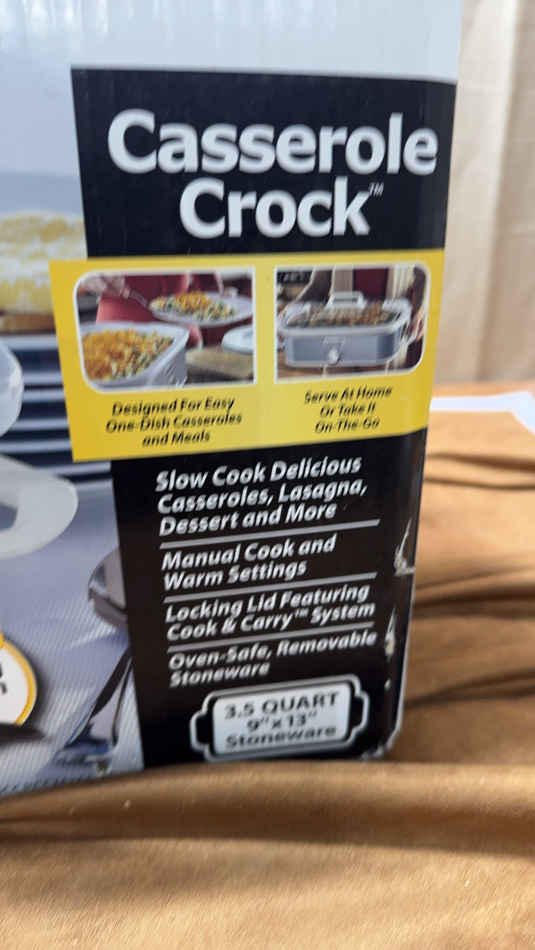 Casserole
Crock™
Designed For Easy
One-Dish Casseroles
and Meals
Serve At Home
Or Take It
On-The-Go
Slow Cook Delicious
Casseroles, Lasagna,
Dessert and More
Manual Cook and
Warm Settings
Locking Lid Featuring
Cook & Carry™ System
Oven-Safe, Removable
Stoneware
3.5 QUART
9" x 13"
Stoneware